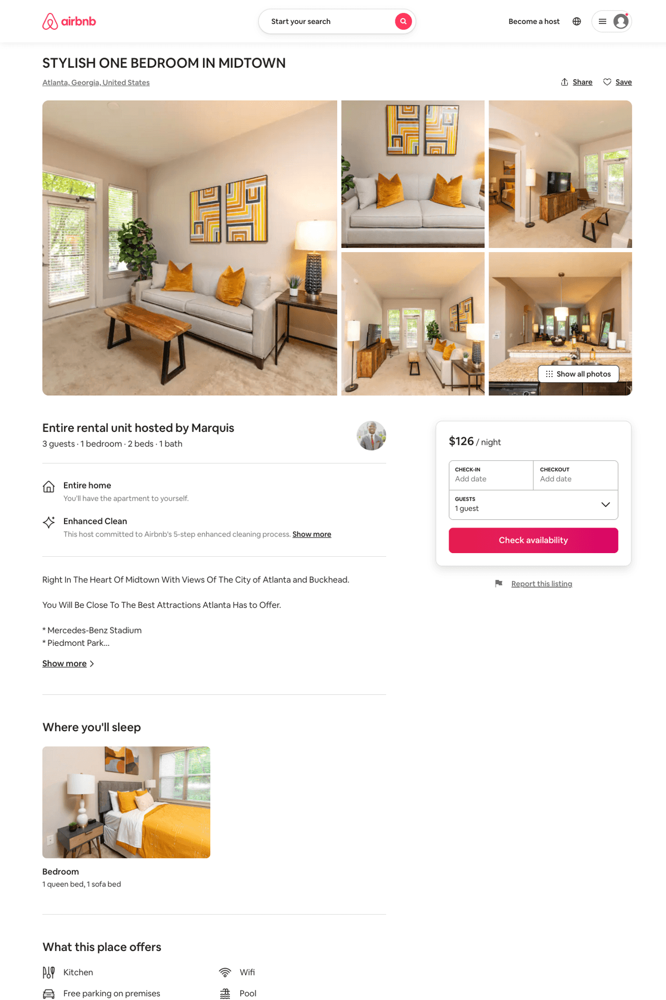 airbnb
Start your search
Become a host
STYLISH ONE BEDROOM IN MIDTOWN
Atlanta, Georgia, United States
Share
Save
Show all photos
Entire rental unit hosted by Marquis
3 guests · 1 bedroom · 2 beds · 1 bath
$126 / night
CHECK-IN
Add date
CHECKOUT
Add date
GUESTS
1 guest
Check availability
Report this listing
Entire home
You'll have the apartment to yourself.
Enhanced Clean
This host committed to Airbnb's 5-step enhanced cleaning process. Show more
Right In The Heart Of Midtown With Views Of The City of Atlanta and Buckhead.
You Will Be Close To The Best Attractions Atlanta Has to Offer.
* Mercedes-Benz Stadium
* Piedmont Park...
Show more
Where you'll sleep
Bedroom
1 queen bed, 1 sofa bed
What this place offers
Kitchen
Wifi
Free parking on premises
Pool